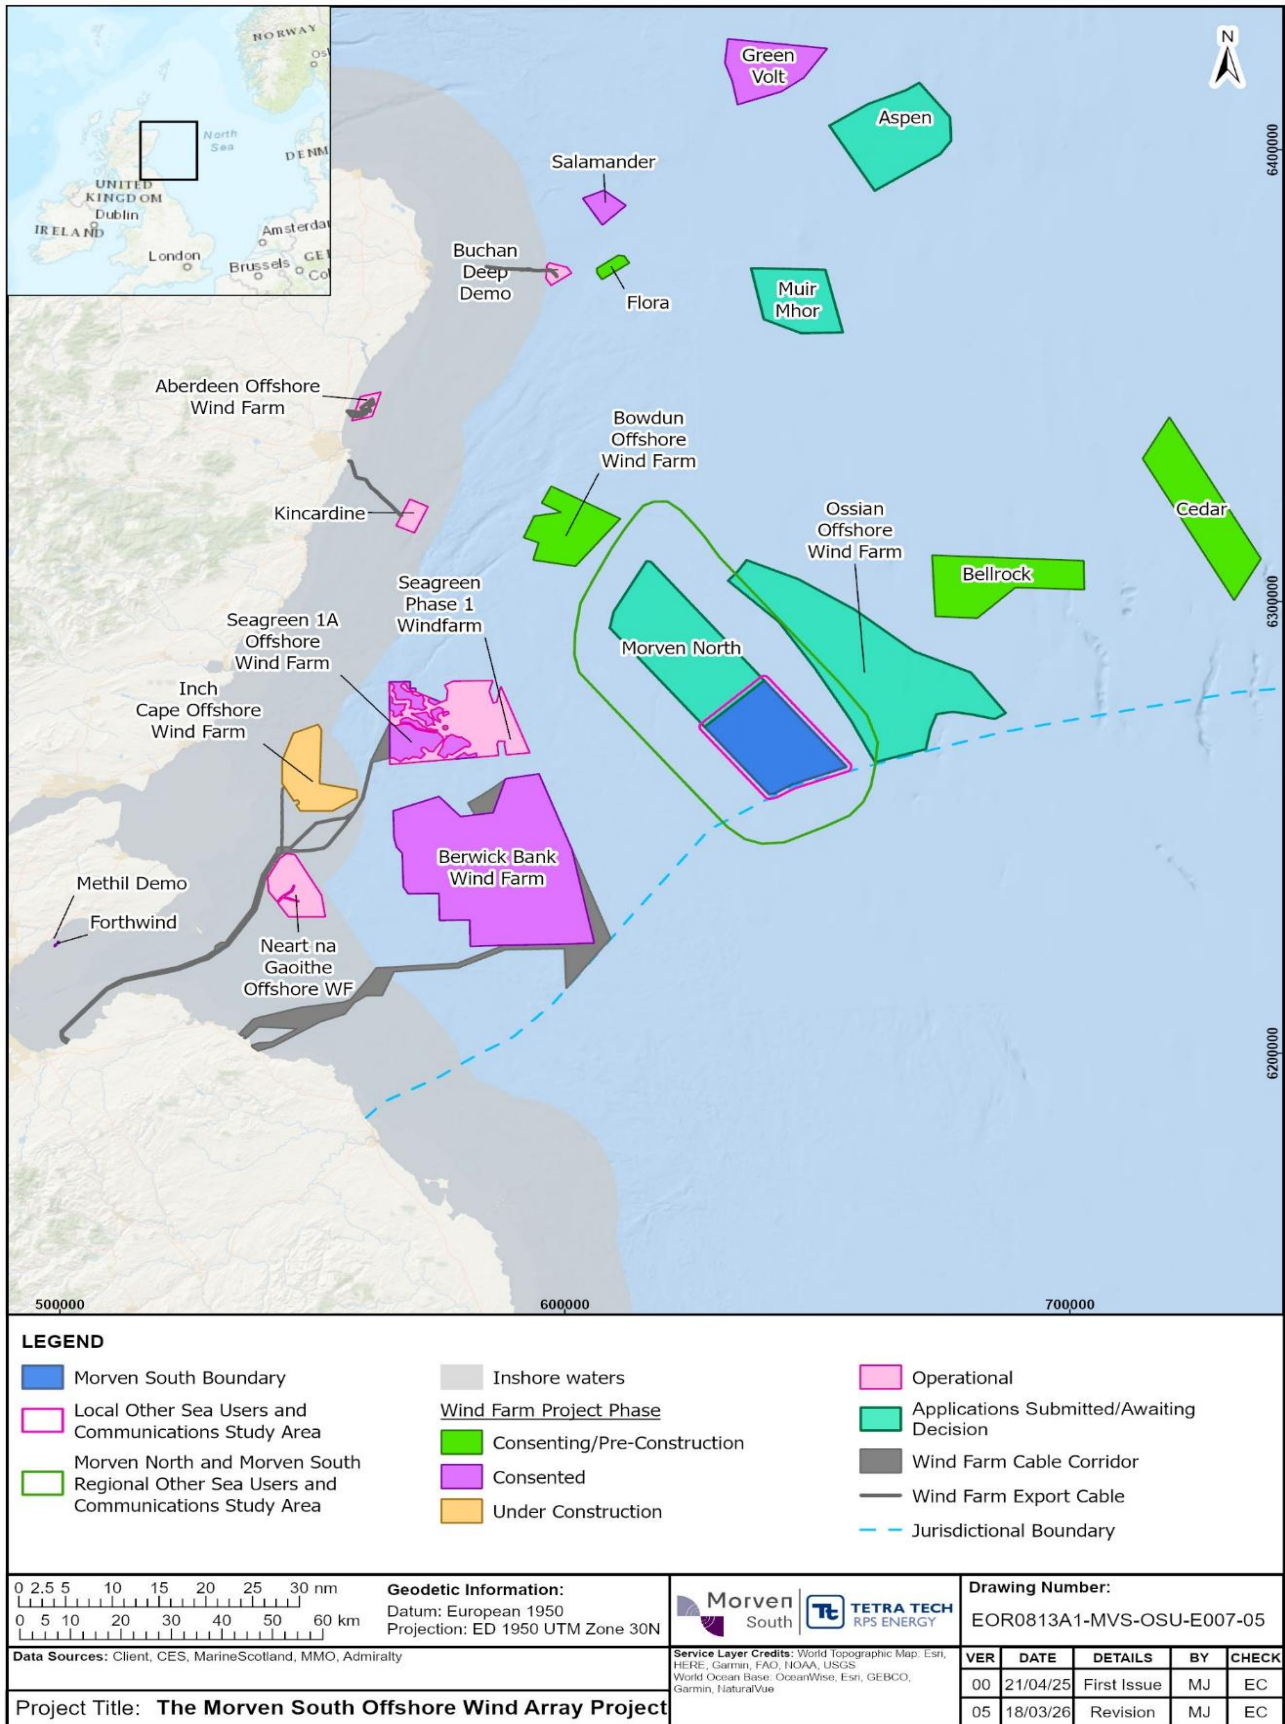 NORWAY
Osl
North
Sea
DENM
UNITED
KINGDOM
Dublin
IRELAND
Amsterdar
London
Brussels
GEI
Col
N
Green
Volt
Aspen
6400000
Salamander
Buchan
Deep
Demo
Flora
Muir
Mhor
Aberdeen Offshore
Wind Farm
Bowdun
Offshore
Wind Farm
Kincardine
Cedar
Ossian
Offshore
Wind Farm
Bellrock
Seagreen
Phase 1
Windfarm
6300000
Seagreen 1A
Offshore
Wind Farm
Morven North
Inch
Cape Offshore
Wind Farm
Berwick Bank
Wind Farm
Methil Demo
Forthwind
Neart na
Gaoithe
Offshore WF
6200000
500000
600000
700000
LEGEND
Morven South Boundary
Local Other Sea Users and
Communications Study Area
Morven North and Morven South
Regional Other Sea Users and
Communications Study Area
Inshore waters
Wind Farm Project Phase
Consenting/Pre-Construction
Consented
Under Construction
Operational
Applications Submitted/Awaiting
Decision
Wind Farm Cable Corridor
Wind Farm Export Cable
Jurisdictional Boundary
0 2.5 5 10 15 20 25 30 nm
0 5 10 20 30 40 50 60 km
Geodetic Information:
Datum: European 1950
Projection: ED 1950 UTM Zone 30N
Morven
South
Tt
TETRA TECH
RPS ENERGY
Drawing Number:
EOR0813A1-MVS-OSU-E007-05
Data Sources: Client, CES, MarineScotland, MMO, Admiralty
Service Layer Credits: World Topographic Map: Esri,
HERE, Garmin, FAO, NOAA, USGS
World Ocean Base: OceanWise, Esri, GEBCO,
Garmin, NaturalVue
VER DATE DETAILS BY CHECK
00 21/04/25 First Issue MJ EC
05 18/03/26 Revision MJ EC
Project Title: The Morven South Offshore Wind Array Project